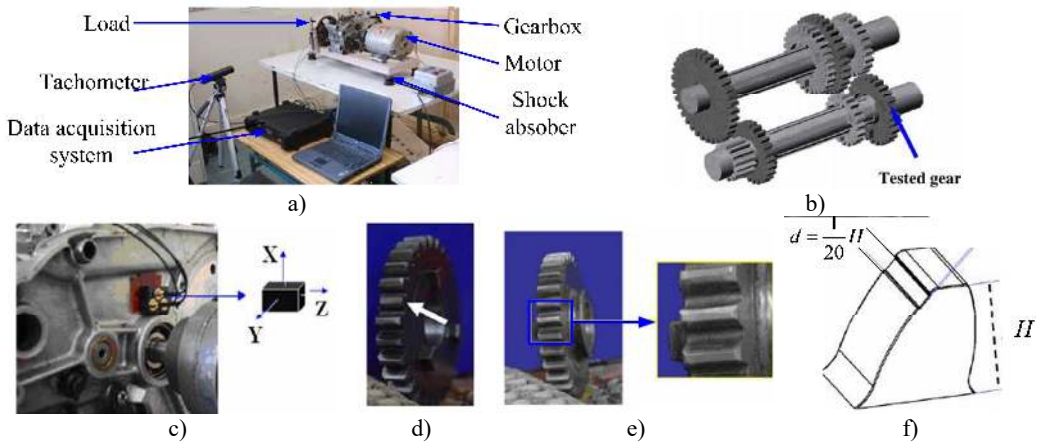 Load
Gearbox
Motor
Tachometer
Shock
absober
Data acquisition
system
a)
Tested gear
b)
X
Y
Z
c)
d)
e)
d = 1/20 H
H
f)